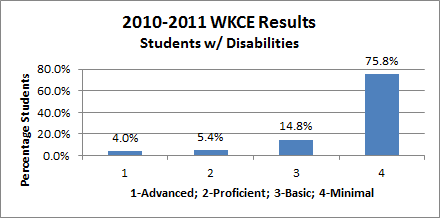 2010-2011 WKCE Results
Students w/ Disabilities
Percentage Students
80.0%
60.0%
40.0%
20.0%
0.0%
4.0%
5.4%
14.8%
75.8%
1 2 3 4
1-Advanced; 2-Proficient; 3-Basic; 4-Minimal